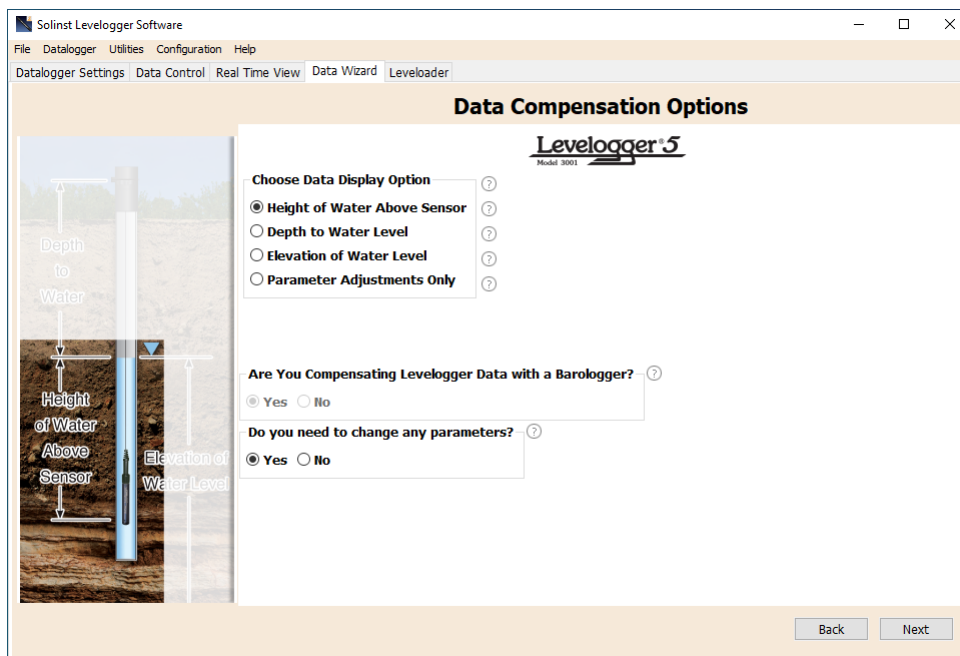 Solinst Levelogger Software
File Datalogger Utilities Configuration Help
Datalogger Settings Data Control Real Time View Data Wizard Leveloader
Data Compensation Options
Levelogger®5
Model 3001
Choose Data Display Option ?
Height of Water Above Sensor ?
Depth to Water Level ?
Elevation of Water Level ?
Parameter Adjustments Only ?
Depth
to
Water
Height
of Water
Above
Sensor
Elevation of
Water Level
Are You Compensating Levelogger Data with a Barologger? ?
Yes No
Do you need to change any parameters? ?
Yes No
Back Next